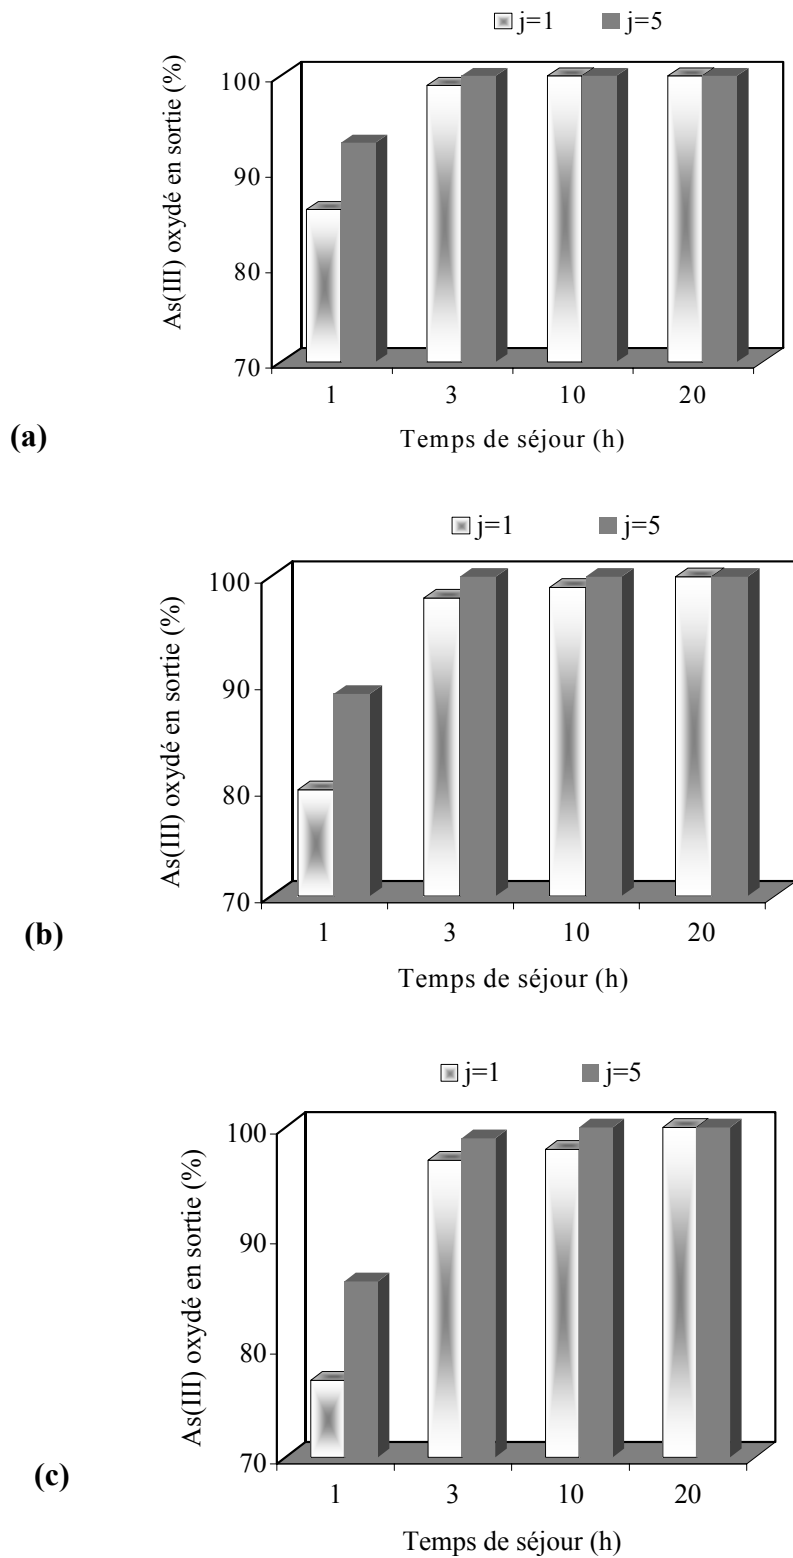 j=1 j=5
As(III) oxydé en sortie (%)
100
90
80
70
1 3 10 20
Temps de séjour (h)
(a)
j=1 j=5
As(III) oxydé en sortie (%)
100
90
80
70
1 3 10 20
Temps de séjour (h)
(b)
j=1 j=5
As(III) oxydé en sortie (%)
100
90
80
70
1 3 10 20
Temps de séjour (h)
(c)